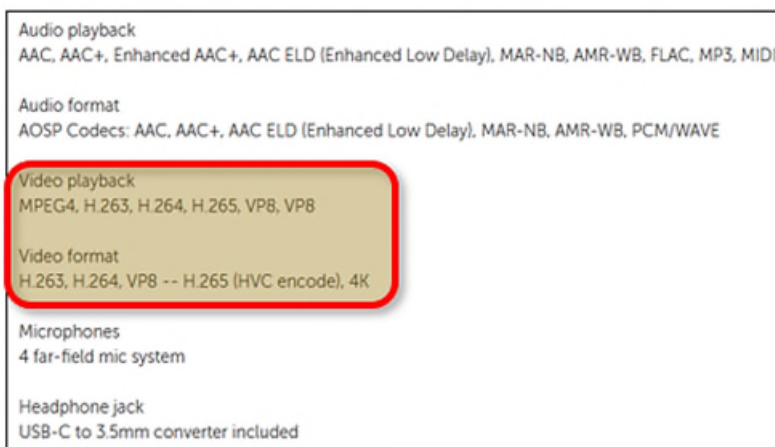 Audio playback
AAC, AAC+, Enhanced AAC+, AAC ELD (Enhanced Low Delay), MAR-NB, AMR-WB, FLAC, MP3, MIDI
Audio format
AOSP Codecs: AAC, AAC+, AAC ELD (Enhanced Low Delay), MAR-NB, AMR-WB, PCM/WAVE
Video playback
MPEG4, H.263, H.264, H.265, VP8, VP8
Video format
H.263, H.264, VP8 -- H.265 (HVC encode), 4K
Microphones
4 far-field mic system
Headphone jack
USB-C to 3.5mm converter included